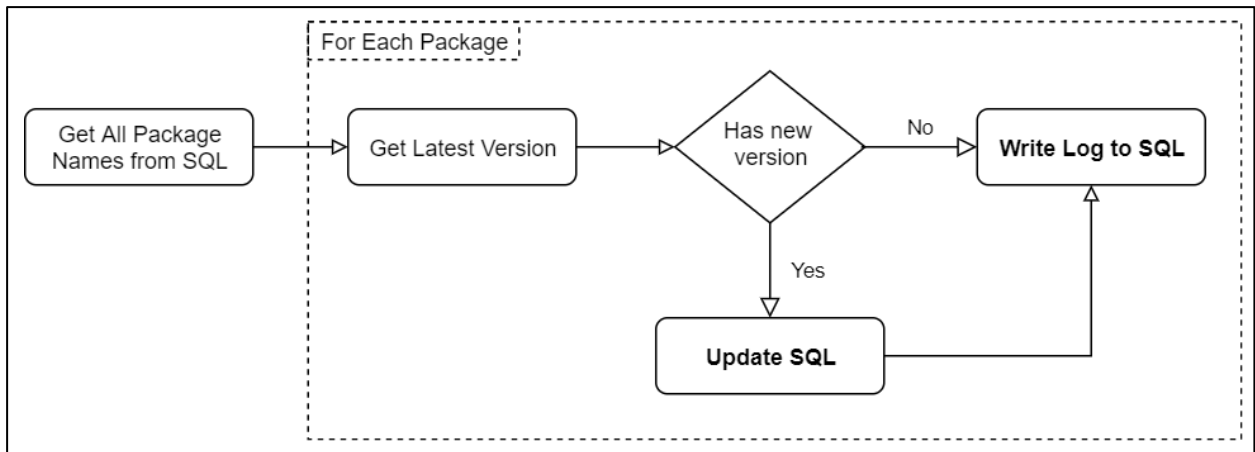 For Each Package
Get All Package
Names from SQL
Get Latest Version
Has new
version
No
Write Log to SQL
Yes
Update SQL